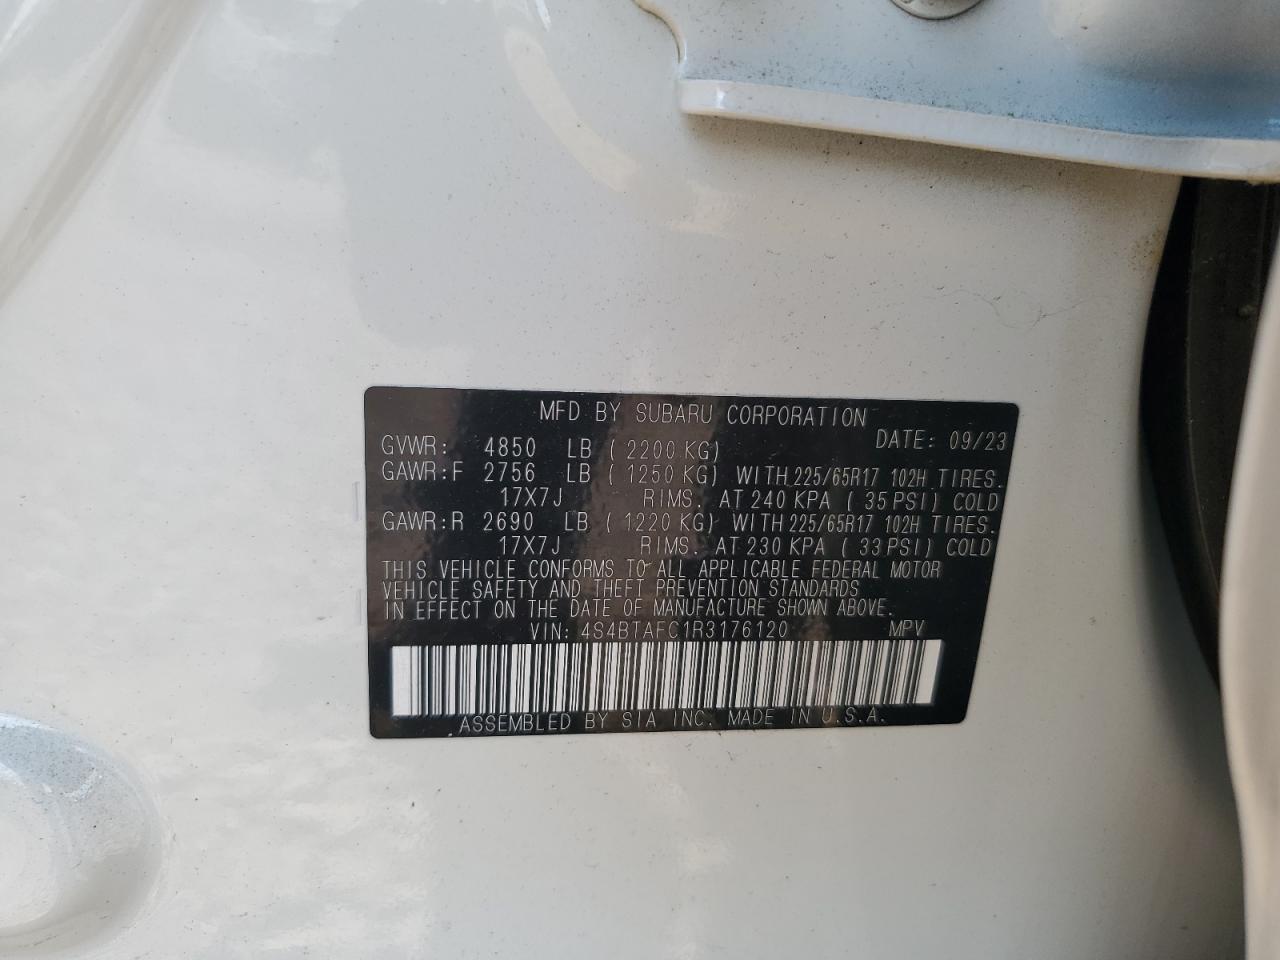 MFD BY SUBARU CORPORATION
GVWR: 4850 LB ( 2200 KG) DATE: 09/23
GAWR:F 2756 LB ( 1250 KG) WITH 225/65R17 102H TIRES.
17X7J RIMS. AT 240 KPA ( 35 PSI) COLD
GAWR:R 2690 LB ( 1220 KG) WITH 225/65R17 102H TIRES.
17X7J RIMS. AT 230 KPA ( 33 PSI) COLD
THIS VEHICLE CONFORMS TO ALL APPLICABLE FEDERAL MOTOR
VEHICLE SAFETY AND THEFT PREVENTION STANDARDS
IN EFFECT ON THE DATE OF MANUFACTURE SHOWN ABOVE.
VIN: 4S4BTAFC1R3176120 MPV
ASSEMBLED BY SIA INC. MADE IN U.S.A.